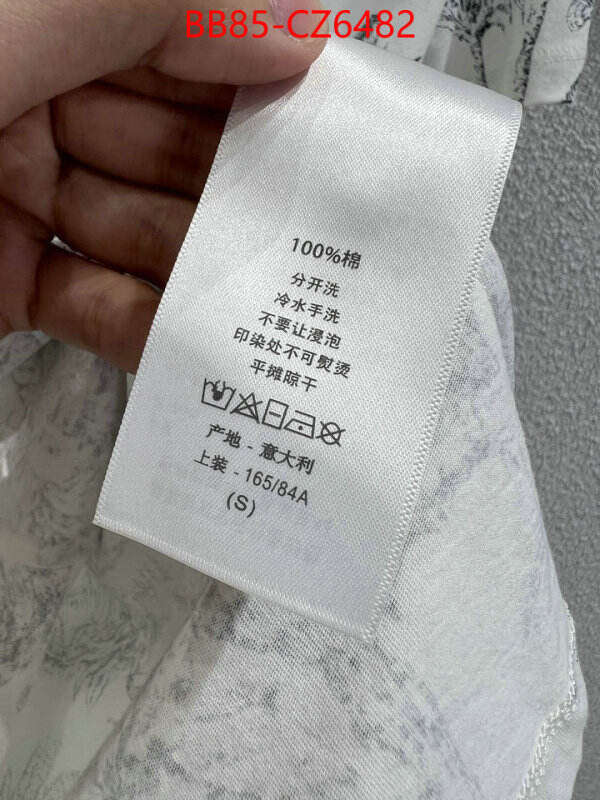 BB85-CZ6482
100%棉
分开洗
冷水手洗
不要让浸泡
印染处不可熨烫
平摊隙干
产地 - 意大利
上装 - 165/84A
(S)